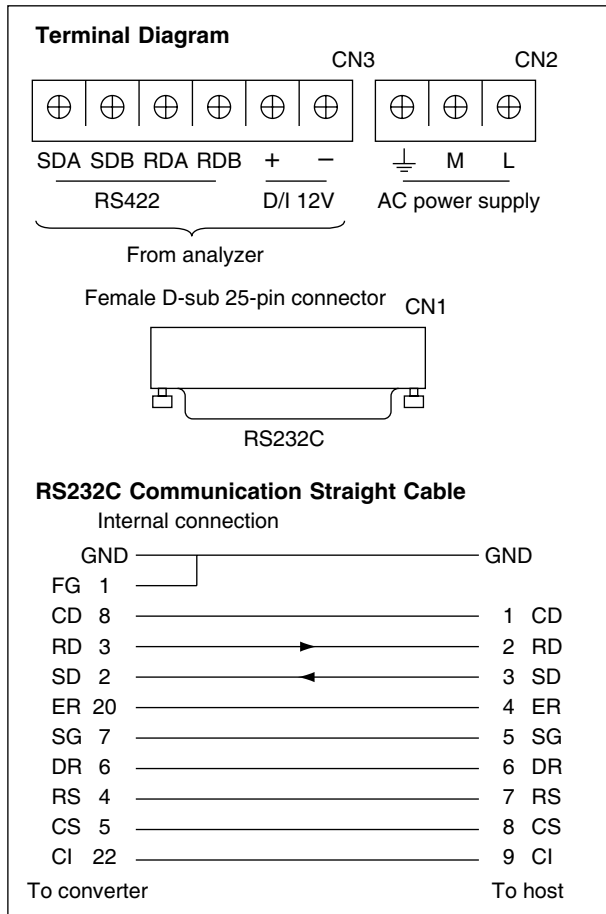 Terminal Diagram
CN3 CN2
SDA SDB RDA RDB + − M L
RS422 D/I 12V AC power supply
From analyzer
Female D-sub 25-pin connector CN1
RS232C
RS232C Communication Straight Cable
Internal connection
GND GND
FG 1
CD 8 1 CD
RD 3 2 RD
SD 2 3 SD
ER 20 4 ER
SG 7 5 SG
DR 6 6 DR
RS 4 7 RS
CS 5 8 CS
CI 22 9 CI
To converter To host